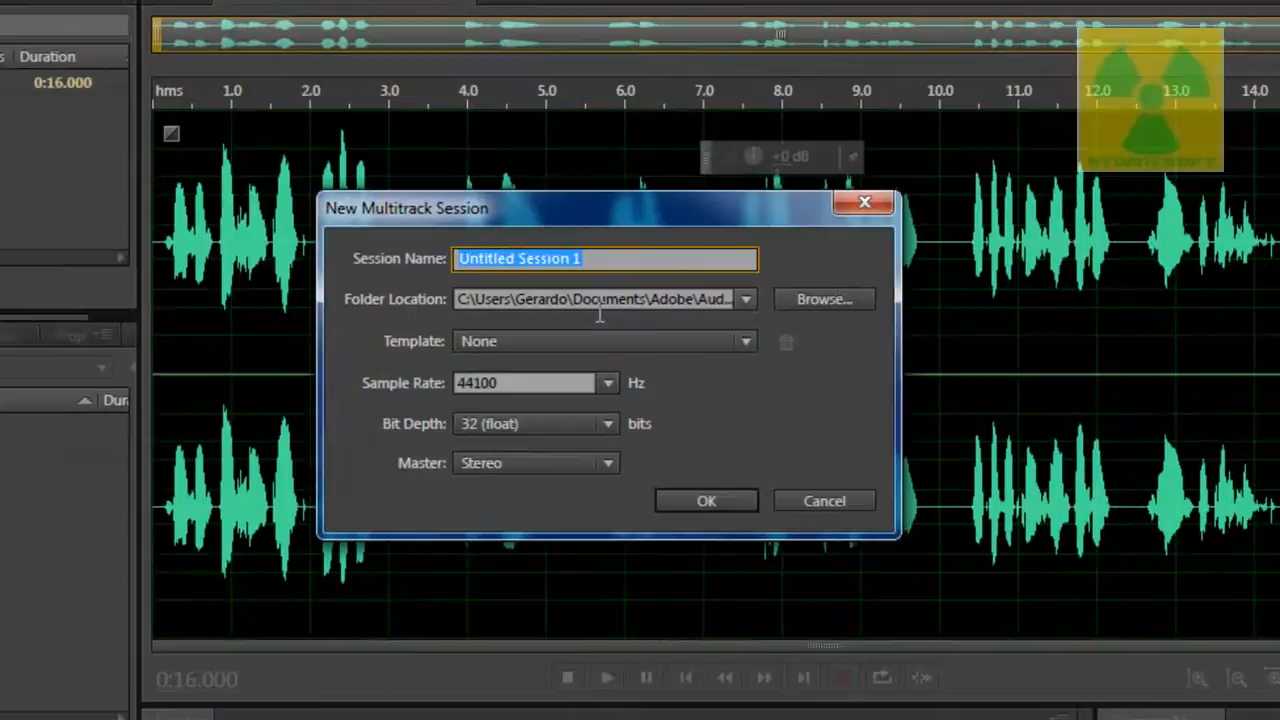 s Duration
0:16.000
hms 1.0 2.0 3.0 4.0 5.0 6.0 7.0 8.0 9.0 10.0 11.0 12.0 13.0 14.0
+0 dB
New Multitrack Session
Session Name: Untitled Session 1
Folder Location: C:\Users\Gerardo\Documents\Adobe\Aud... Browse...
Template: None
Sample Rate: 44100 Hz
Dur
Bit Depth: 32 (float) bits
Master: Stereo
OK Cancel
0:16.000